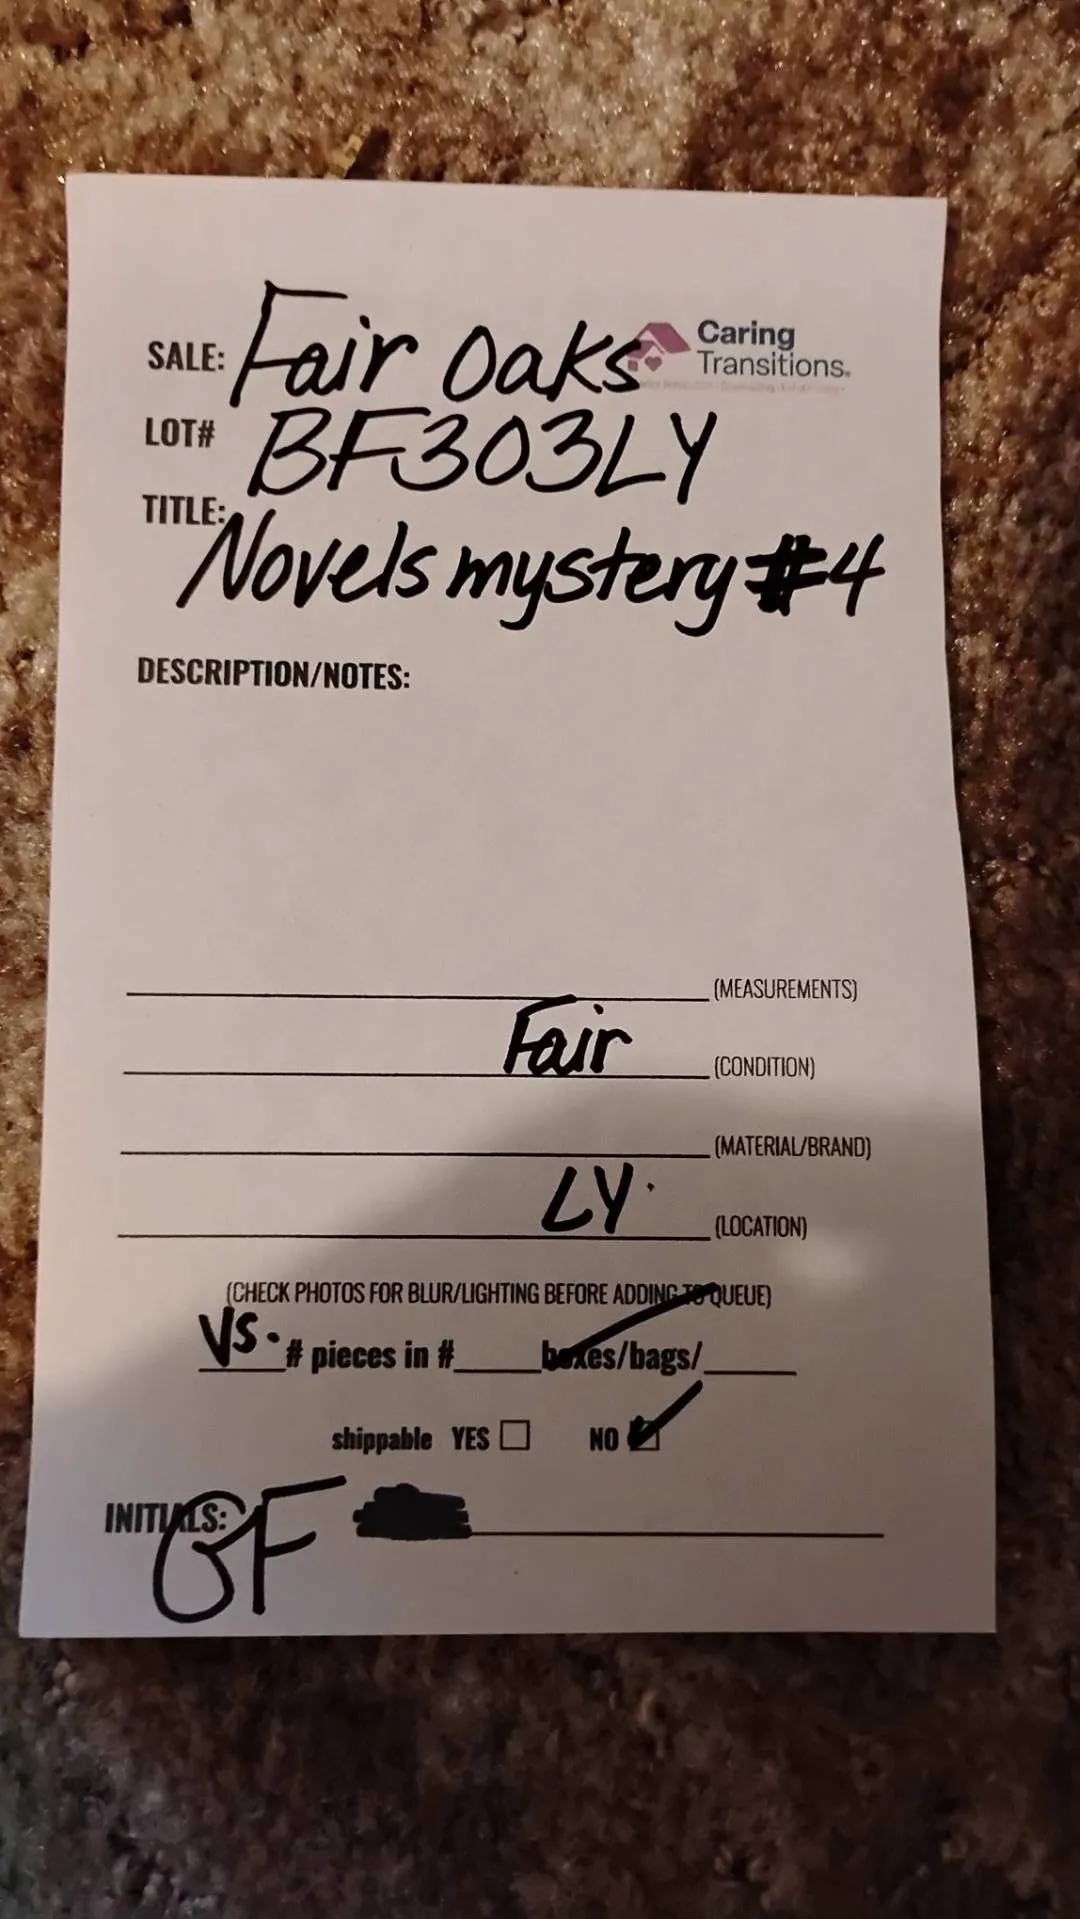 SALE: Fair Oaks
Caring
Transitions.
LOT# BF303LY
TITLE: Novels mystery #4
DESCRIPTION/NOTES:
(MEASUREMENTS)
Fair (CONDITION)
(MATERIAL/BRAND)
LY. (LOCATION)
(CHECK PHOTOS FOR BLUR/LIGHTING BEFORE ADDING TO QUEUE)
VS. # pieces in # boxes/bags/
shippable YES NO
INITIALS: GF